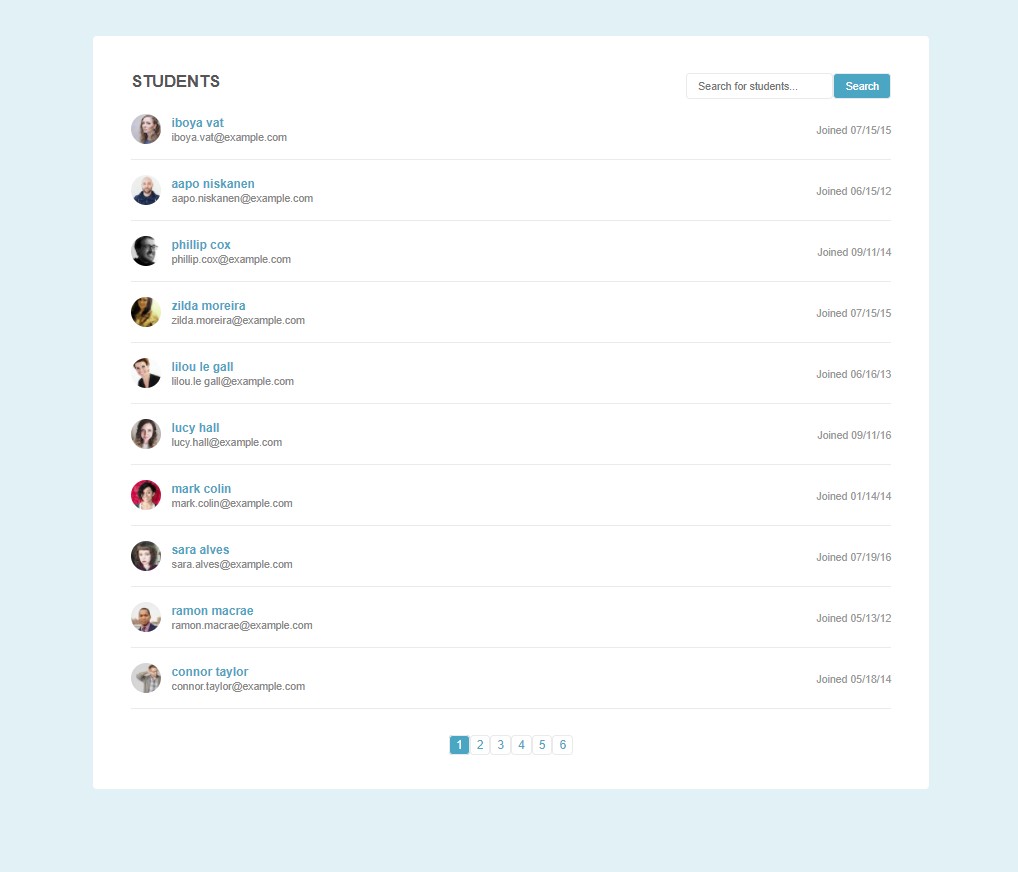 STUDENTS
Search for students...
Search
iboya vat
iboya.vat@example.com
Joined 07/15/15
aapo niskanen
aapo.niskanen@example.com
Joined 06/15/12
phillip cox
phillip.cox@example.com
Joined 09/11/14
zilda moreira
zilda.moreira@example.com
Joined 07/15/15
lilou le gall
lilou.le gall@example.com
Joined 06/16/13
lucy hall
lucy.hall@example.com
Joined 09/11/16
mark colin
mark.colin@example.com
Joined 01/14/14
sara alves
sara.alves@example.com
Joined 07/19/16
ramon macrae
ramon.macrae@example.com
Joined 05/13/12
connor taylor
connor.taylor@example.com
Joined 05/18/14
1 2 3 4 5 6